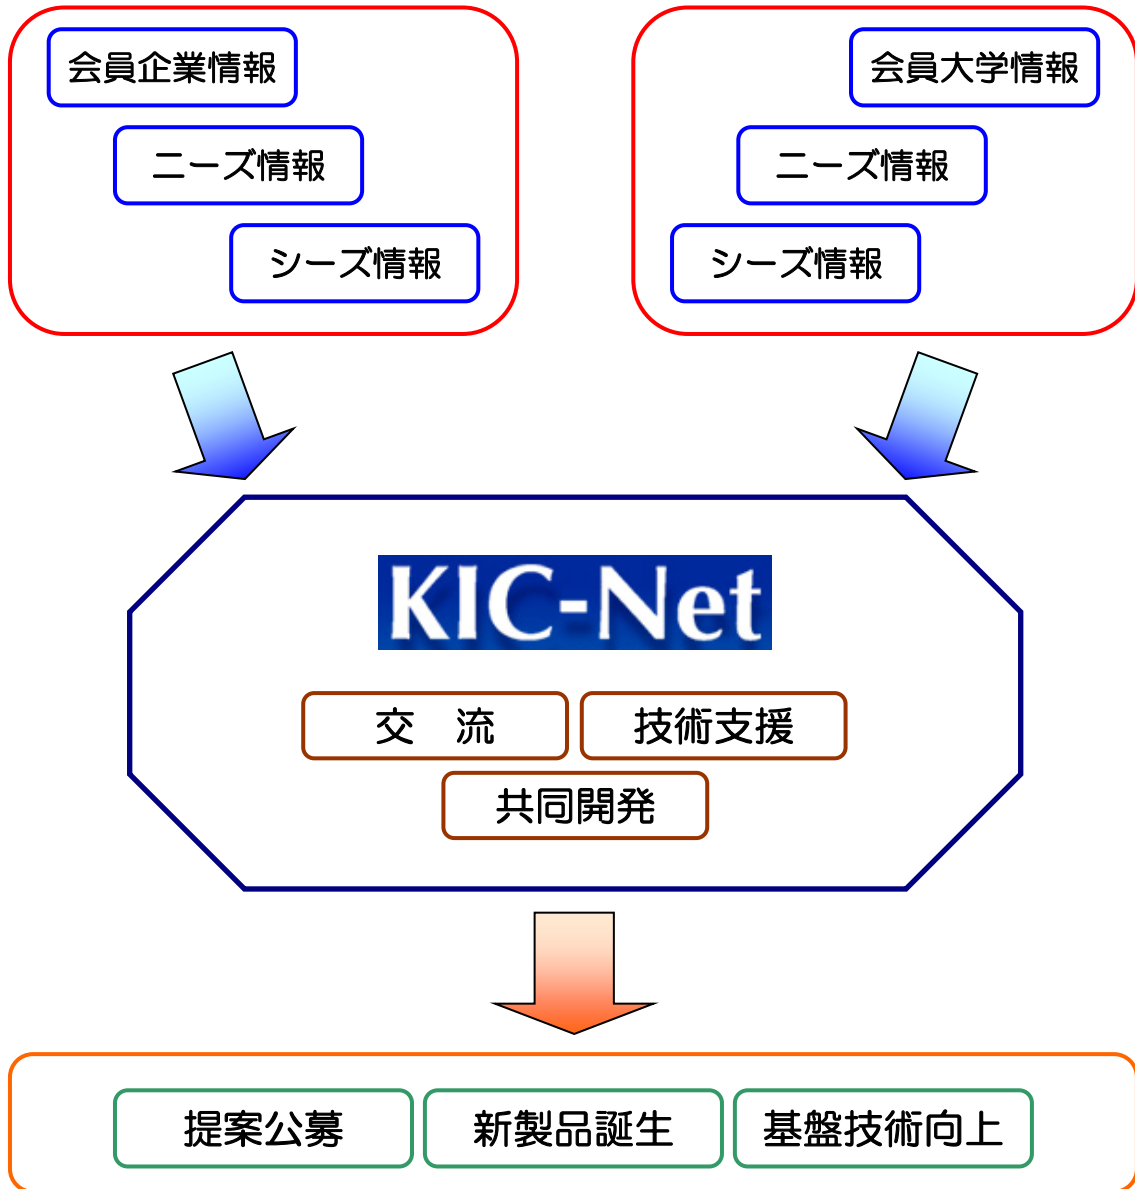 会員企業情報
ニーズ情報
シーズ情報
会員大学情報
ニーズ情報
シーズ情報
KIC-Net
交　流
技術支援
共同開発
提案公募
新製品誕生
基盤技術向上